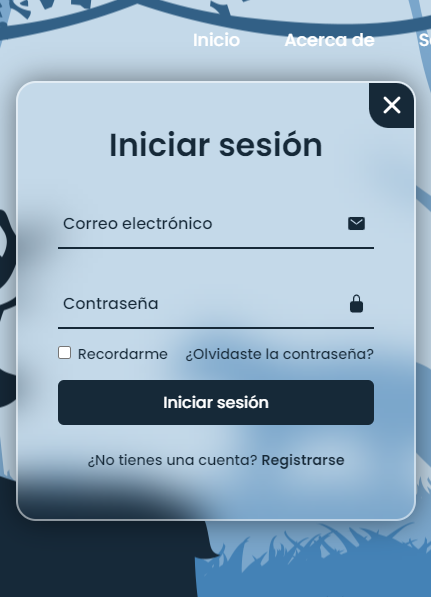 Inicio Acerca de
Iniciar sesión
Correo electrónico
Contraseña
Recordarme ¿Olvidaste la contraseña?
Iniciar sesión
¿No tienes una cuenta? Registrarse